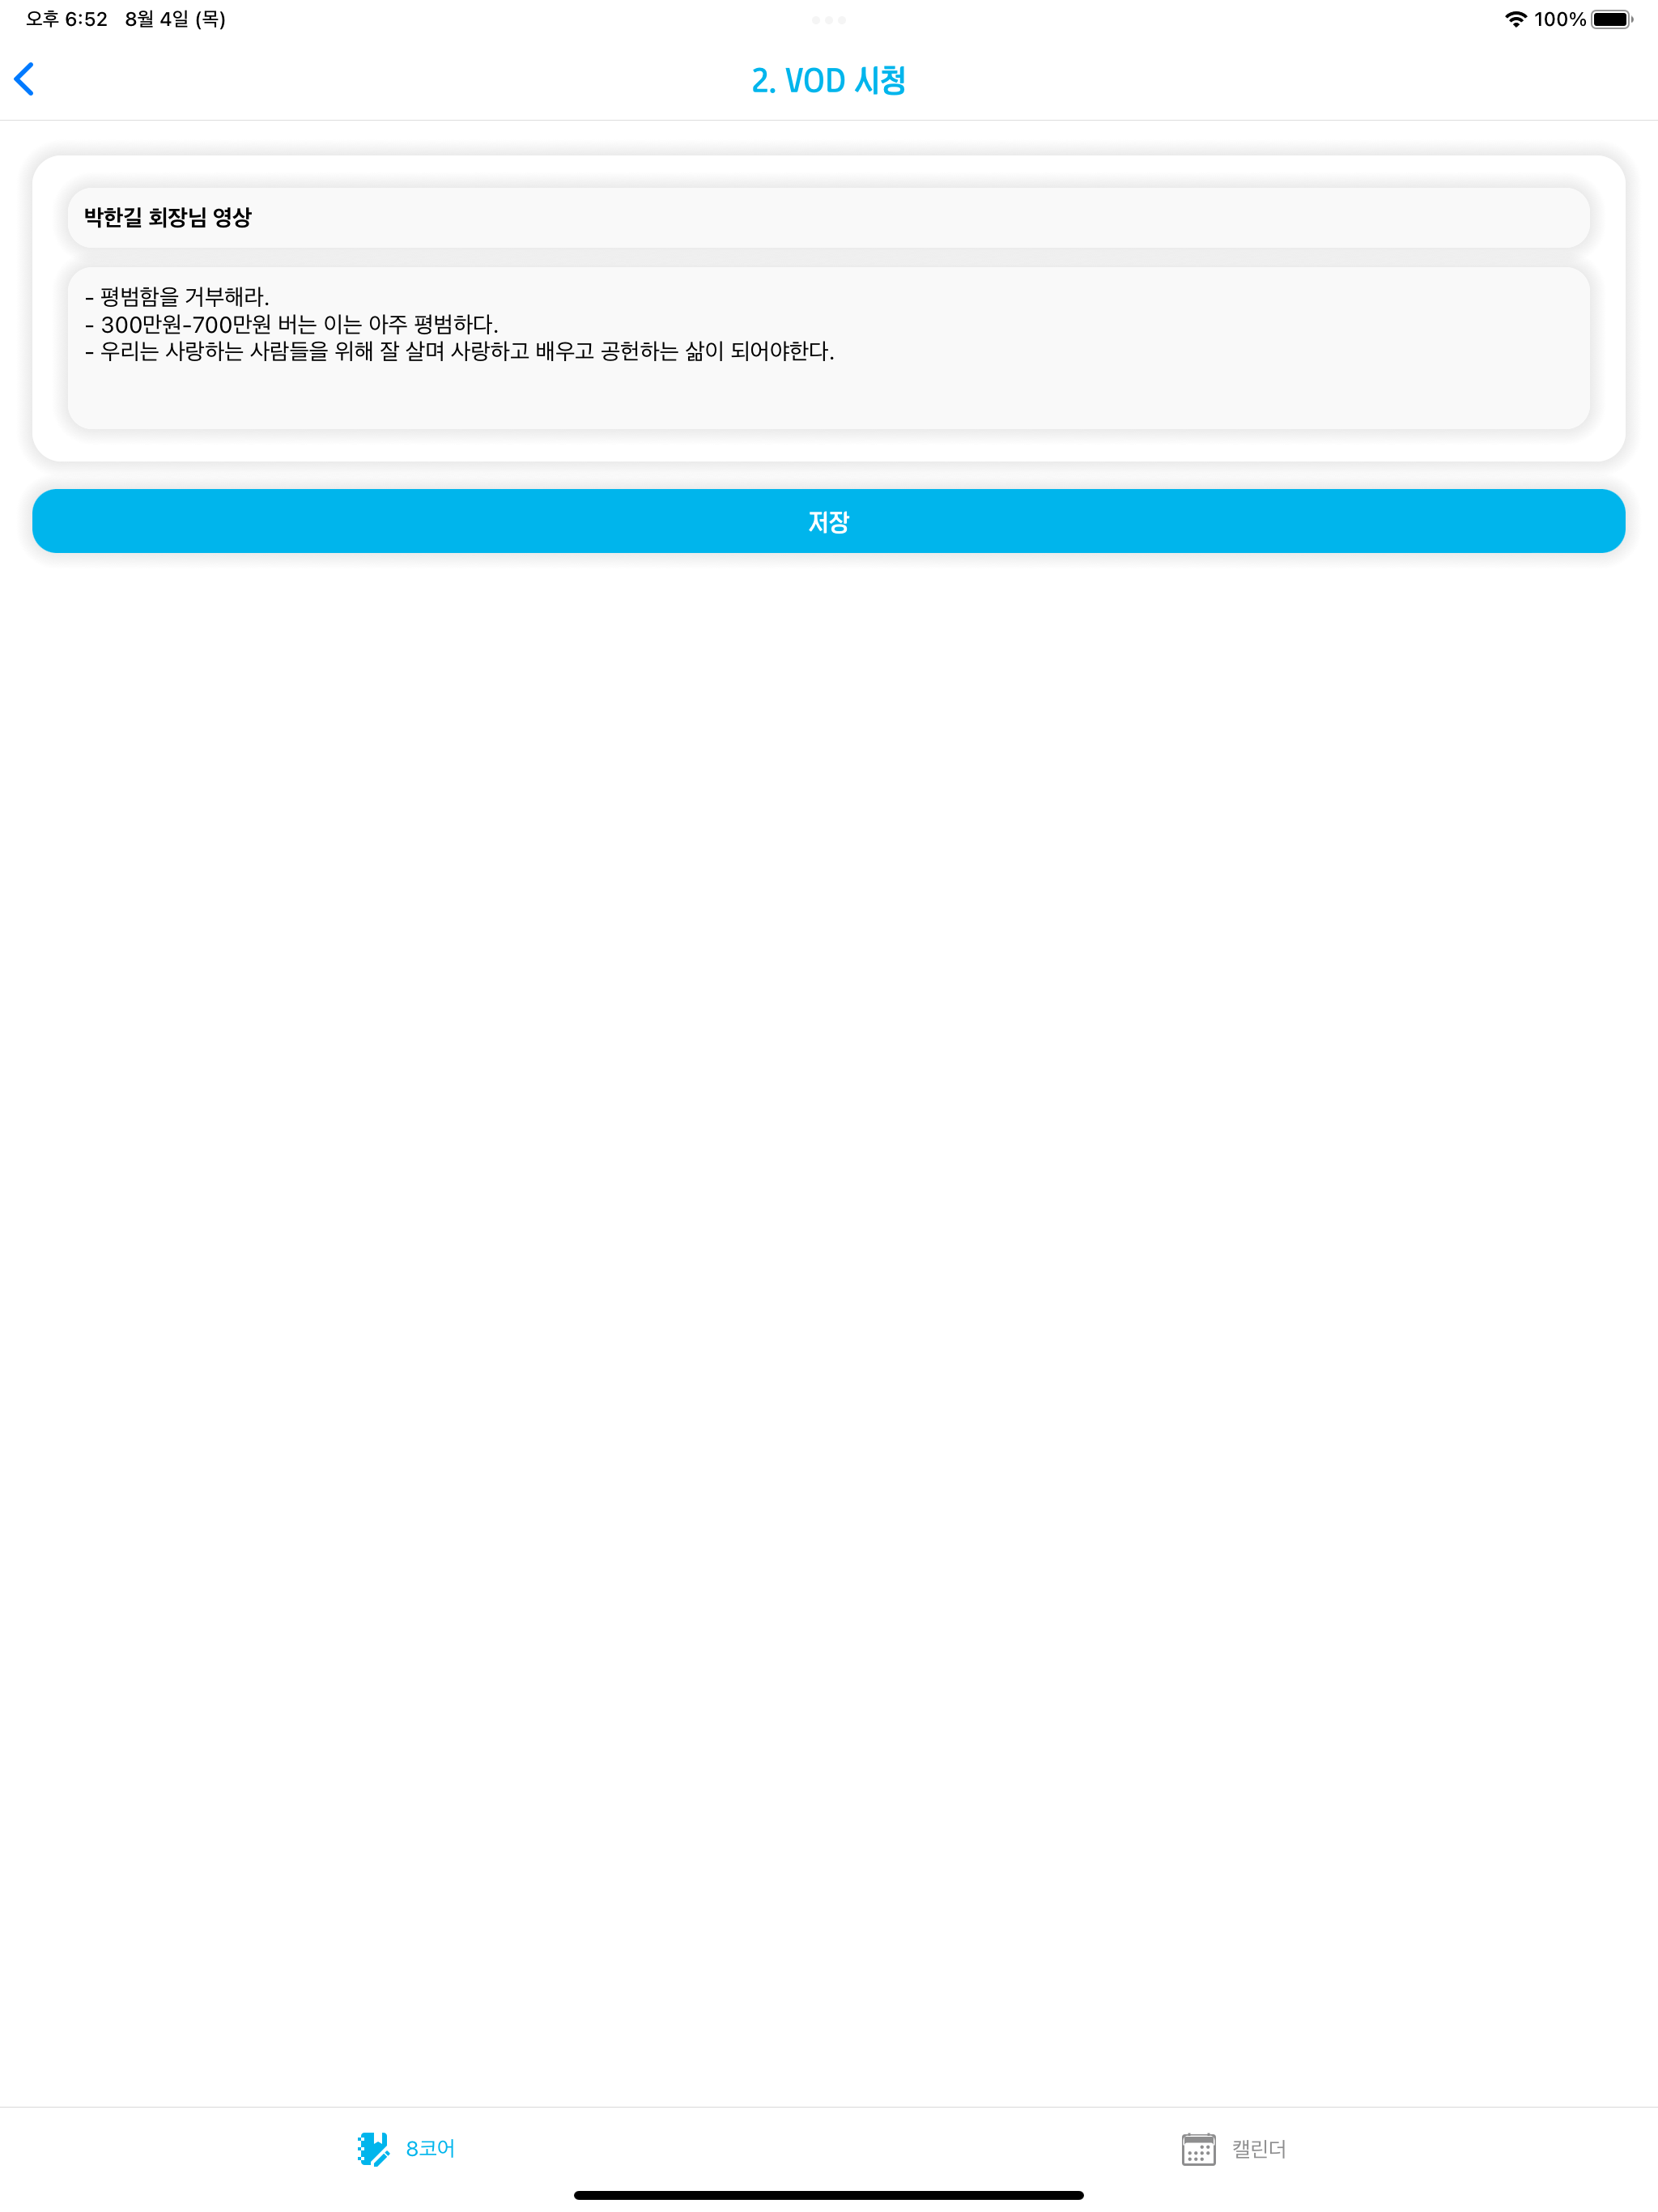 오후 6:52 8월 4일 (목)
100%
2. VOD 시청
박한길 회장님 영상
- 평범함을 거부해라.
- 300만원-700만원 버는 이는 아주 평범하다.
- 우리는 사랑하는 사람들을 위해 잘 살며 사랑하고 배우고 공헌하는 삶이 되어야한다.
저장
8코어
캘린더